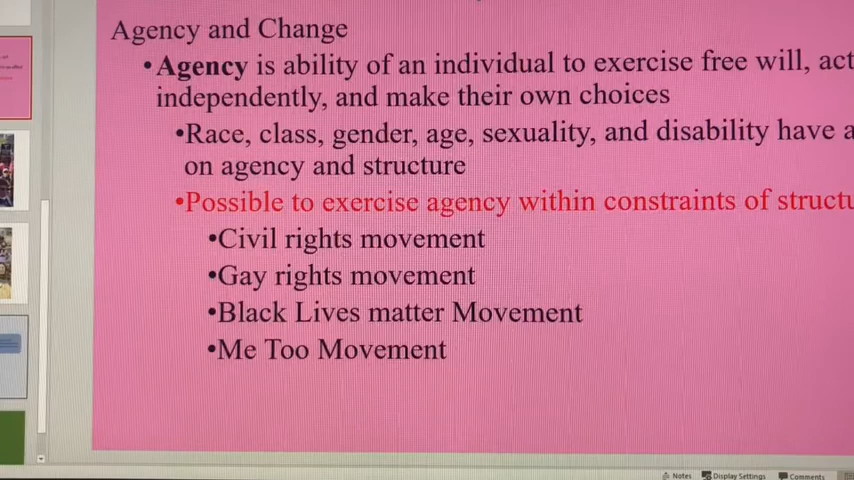 Agency and Change
•Agency is ability of an individual to exercise free will, act
independently, and make their own choices
•Race, class, gender, age, sexuality, and disability have a
on agency and structure
•Possible to exercise agency within constraints of structu
•Civil rights movement
•Gay rights movement
•Black Lives matter Movement
•Me Too Movement
Notes Display Settings Comments